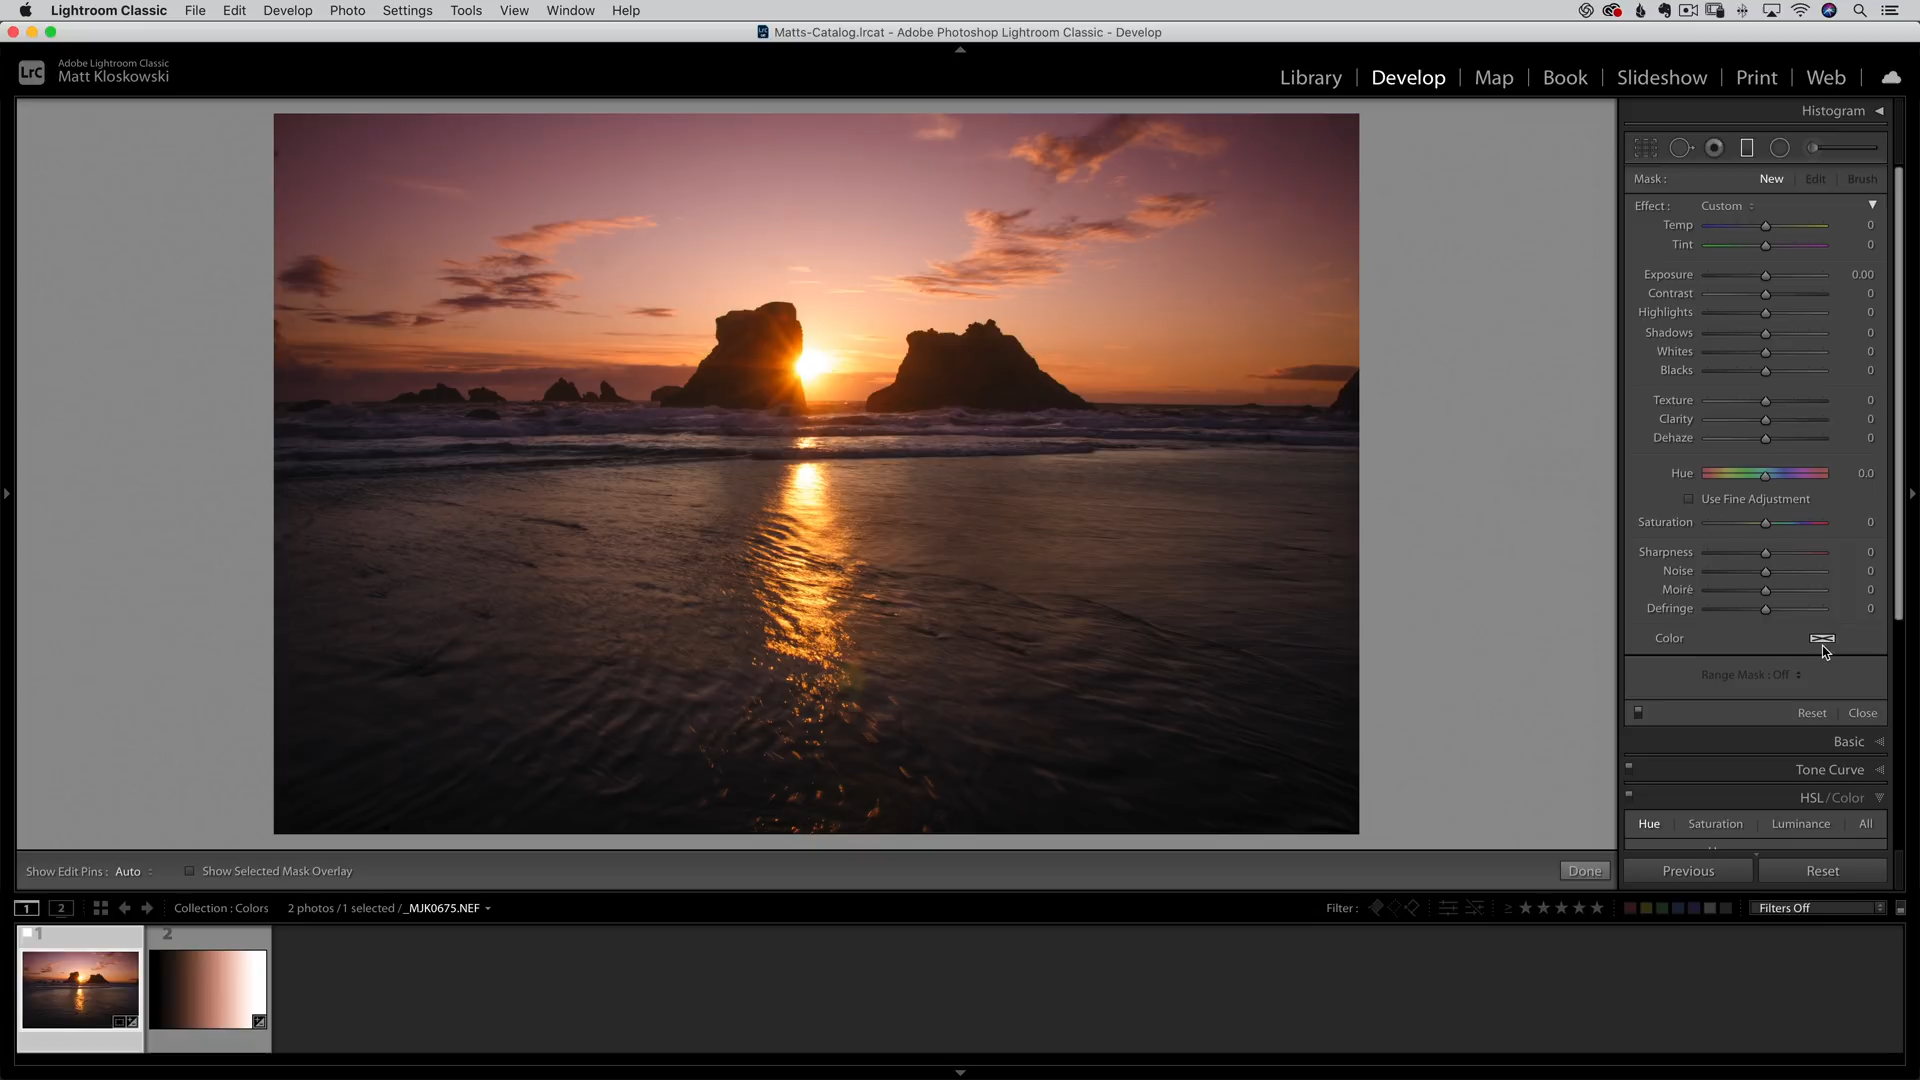 Lightroom Classic File Edit Develop Photo Settings Tools View Window Help
Matts-Catalog.lrcat - Adobe Photoshop Lightroom Classic - Develop
LrC
Adobe Lightroom Classic
Matt Kloskowski
Library | Develop | Map | Book | Slideshow | Print | Web
Histogram
Mask : New | Edit | Brush
Effect : Custom
Temp 0
Tint 0
Exposure 0.00
Contrast 0
Highlights 0
Shadows 0
Whites 0
Blacks 0
Texture 0
Clarity 0
Dehaze 0
Hue 0.0
Use Fine Adjustment
Saturation 0
Sharpness 0
Noise 0
Moiré 0
Defringe 0
Color
Range Mask : Off
Reset | Close
Basic
Tone Curve
HSL / Color
Hue | Saturation | Luminance | All
Show Edit Pins : Auto Show Selected Mask Overlay Done
Previous Reset
1 2 Collection : Colors 2 photos / 1 selected / _MJK0675.NEF Filter : ≥ ★★★★★ Filters Off
1 2